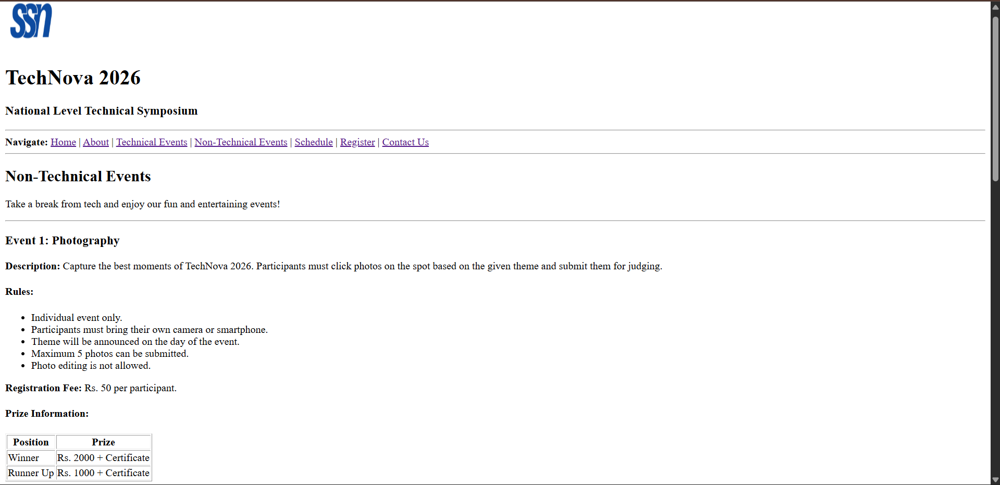 ssn
TechNova 2026
National Level Technical Symposium
Navigate: Home | About | Technical Events | Non-Technical Events | Schedule | Register | Contact Us
Non-Technical Events
Take a break from tech and enjoy our fun and entertaining events!
Event 1: Photography
Description: Capture the best moments of TechNova 2026. Participants must click photos on the spot based on the given theme and submit them for judging.
Rules:
• Individual event only.
• Participants must bring their own camera or smartphone.
• Theme will be announced on the day of the event.
• Maximum 5 photos can be submitted.
• Photo editing is not allowed.
Registration Fee: Rs. 50 per participant.
Prize Information:
Position Prize
Winner Rs. 2000 + Certificate
Runner Up Rs. 1000 + Certificate